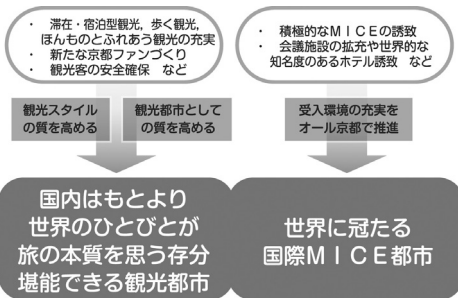 ・ 滞在・宿泊型観光，歩く観光，
ほんものとふれあう観光の充実
・ 新たな京都ファンづくり
・ 観光客の安全確保　など
観光スタイル
の質を高める
観光都市として
の質を高める
国内はもとより
世界のひとびとが
旅の本質を思う存分
堪能できる観光都市
・ 積極的なＭＩＣＥの誘致
・ 会議施設の拡充や世界的な
知名度のあるホテル誘致　など
受入環境の充実を
オール京都で推進
世界に冠たる
国際ＭＩＣＥ都市